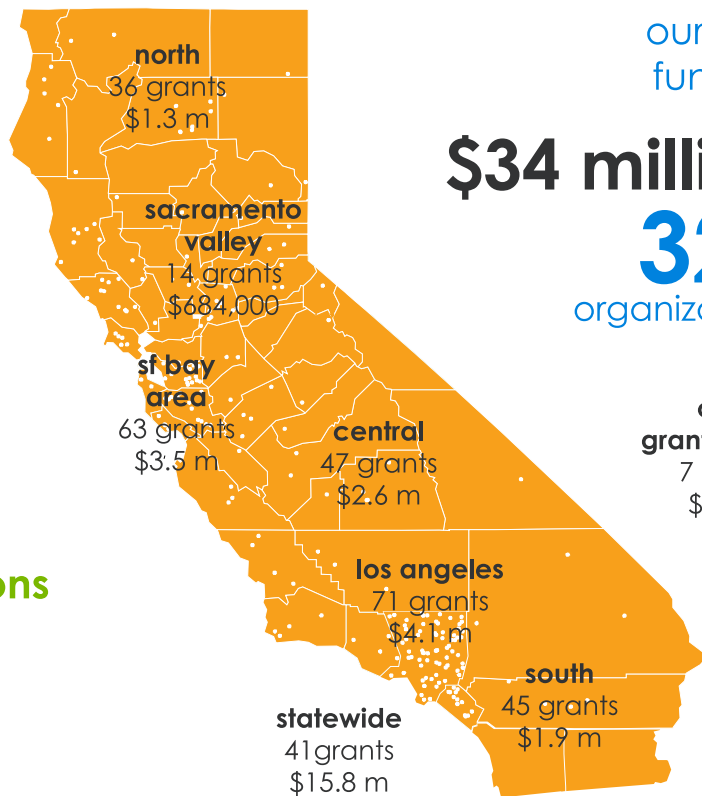 our
fun
$34 milli
32
organiz
north
36 grants
$1.3 m
sacramento
valley
14 grants
$684,000
sf bay
area
63 grants
$3.5 m
central
47 grants
$2.6 m
grant
7
$
ons
los angeles
71 grants
$4.1 m
south
45 grants
$1.9 m
statewide
41grants
$15.8 m